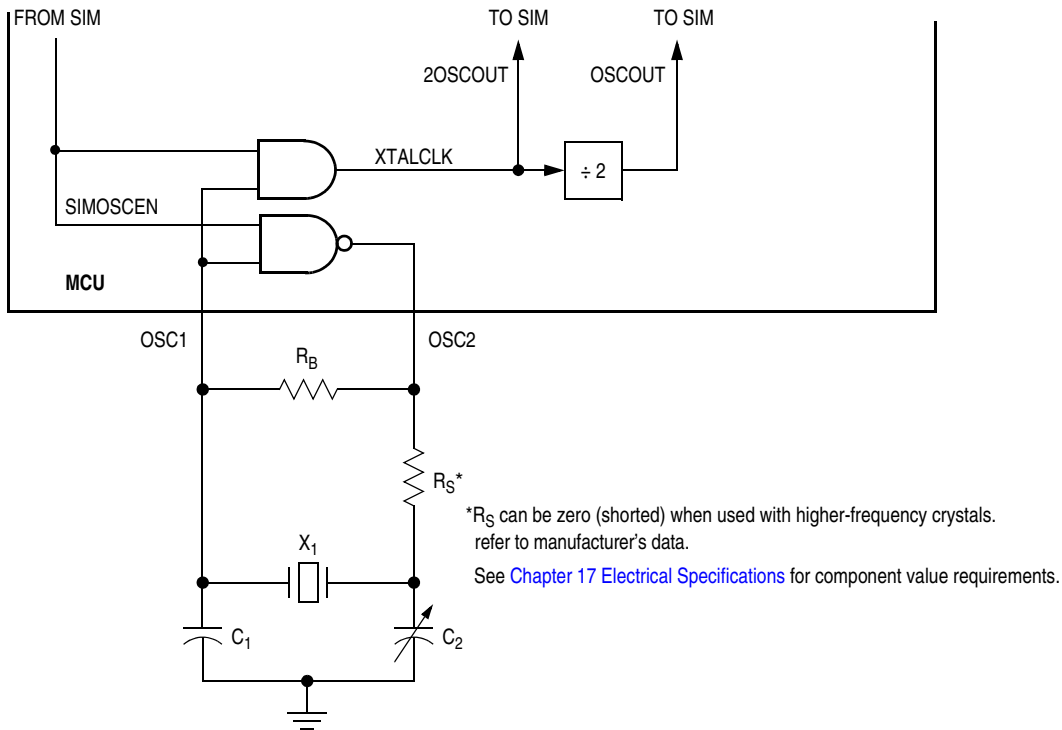 FROM SIM
TO SIM
TO SIM
2OSCOUT
OSCOUT
XTALCLK
÷ 2
SIMOSCEN
MCU
OSC1
OSC2
RB
RS*
*RS can be zero (shorted) when used with higher-frequency crystals.
refer to manufacturer's data.
X1
See Chapter 17 Electrical Specifications for component value requirements.
C1
C2